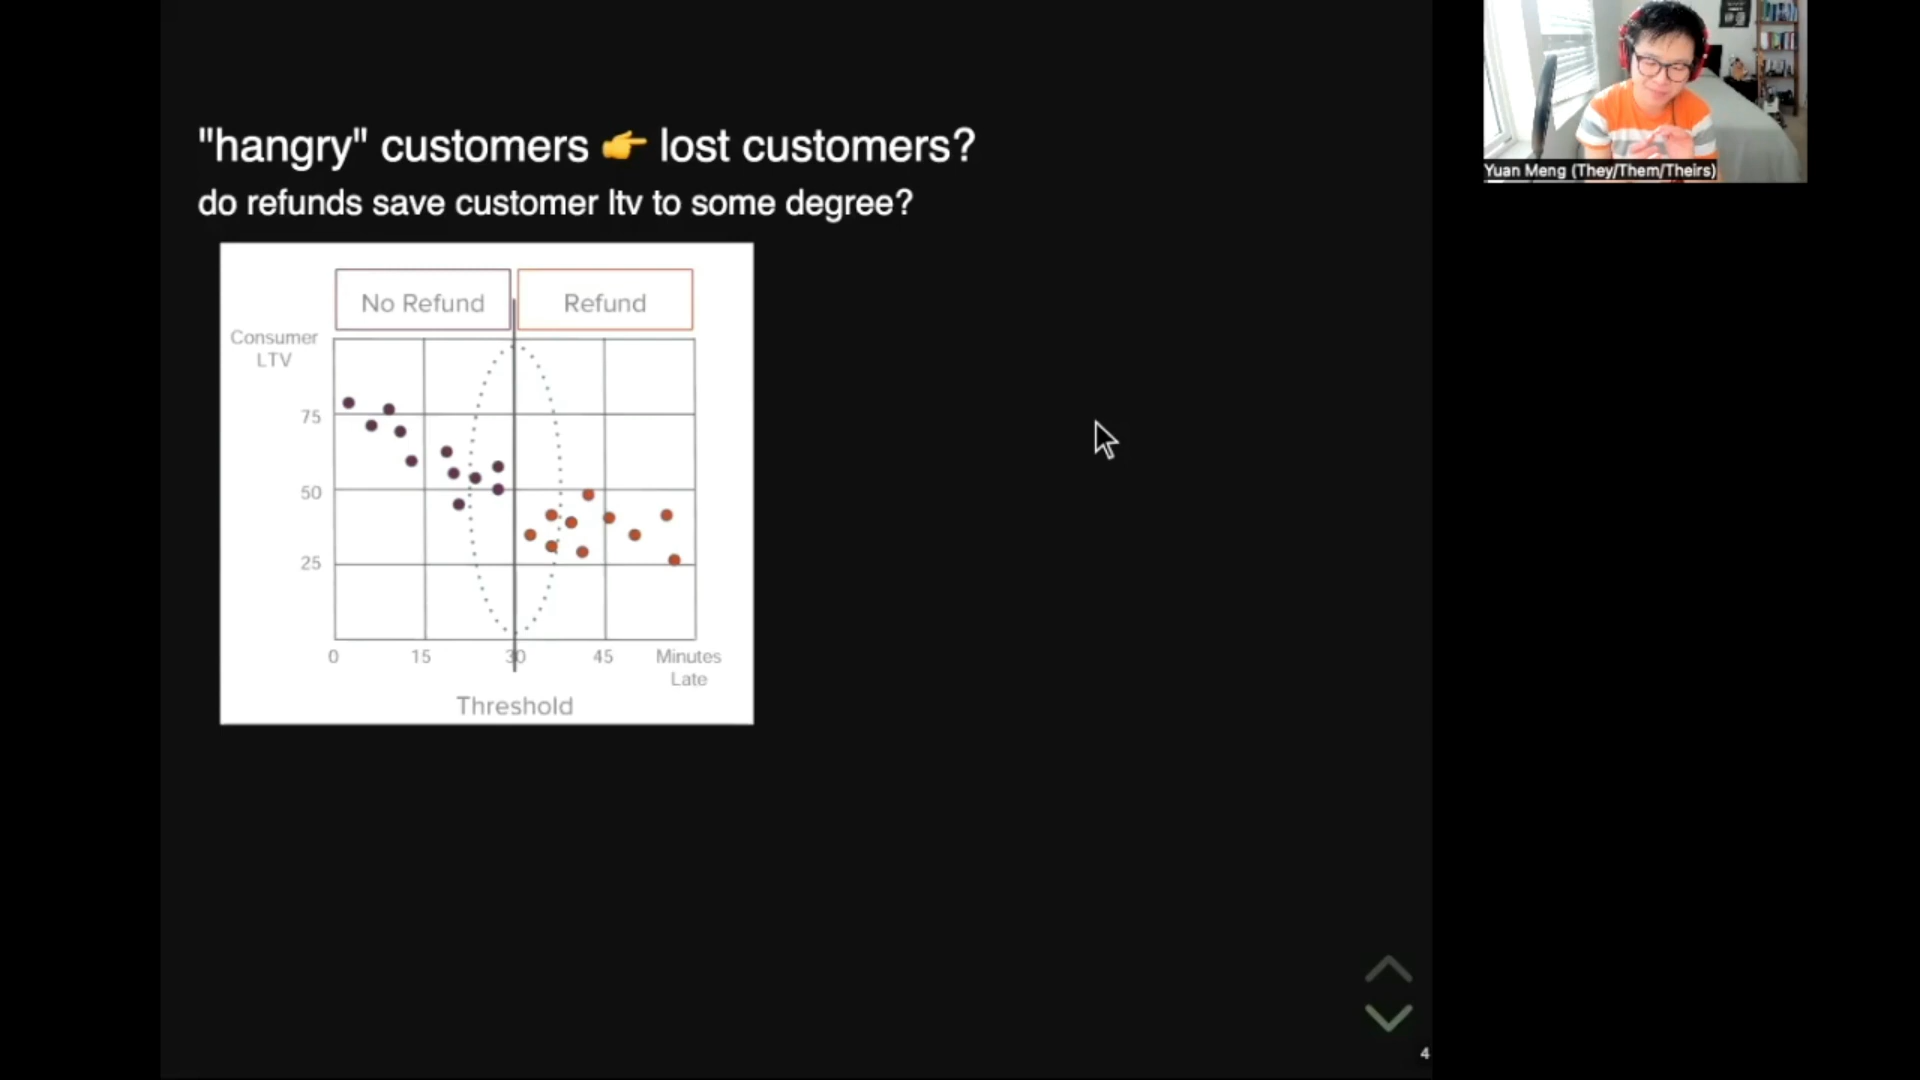 "hangry" customers 👉 lost customers?
do refunds save customer ltv to some degree?
No Refund
Refund
Consumer
LTV
75
50
25
0
15
30
45
Minutes
Late
Threshold
Yuan Meng (They/Them/Theirs)
4